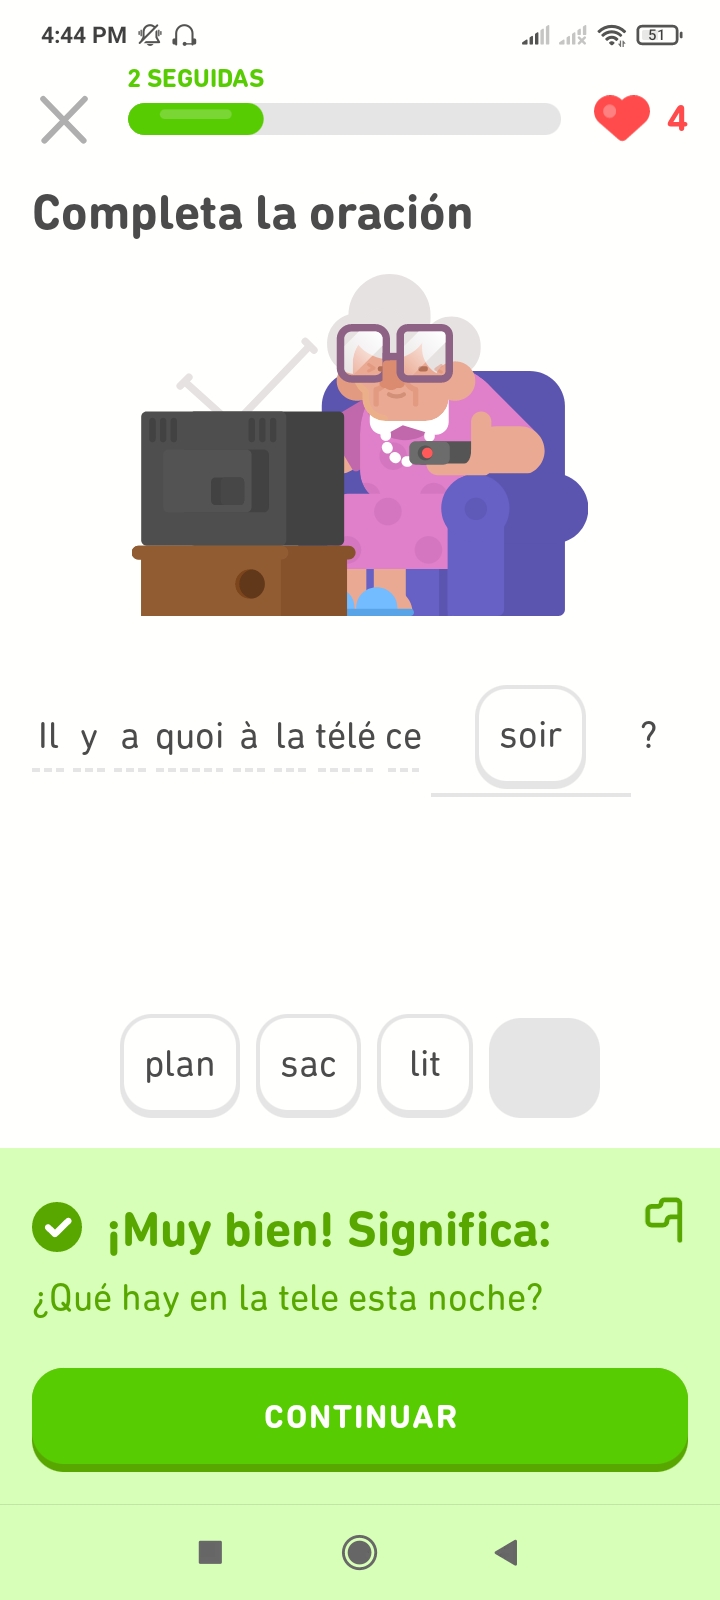 4:44 PM 51
2 SEGUIDAS
4
Completa la oración
Il y a quoi à la télé ce soir ?
plan sac lit
¡Muy bien! Significa:
¿Qué hay en la tele esta noche?
CONTINUAR